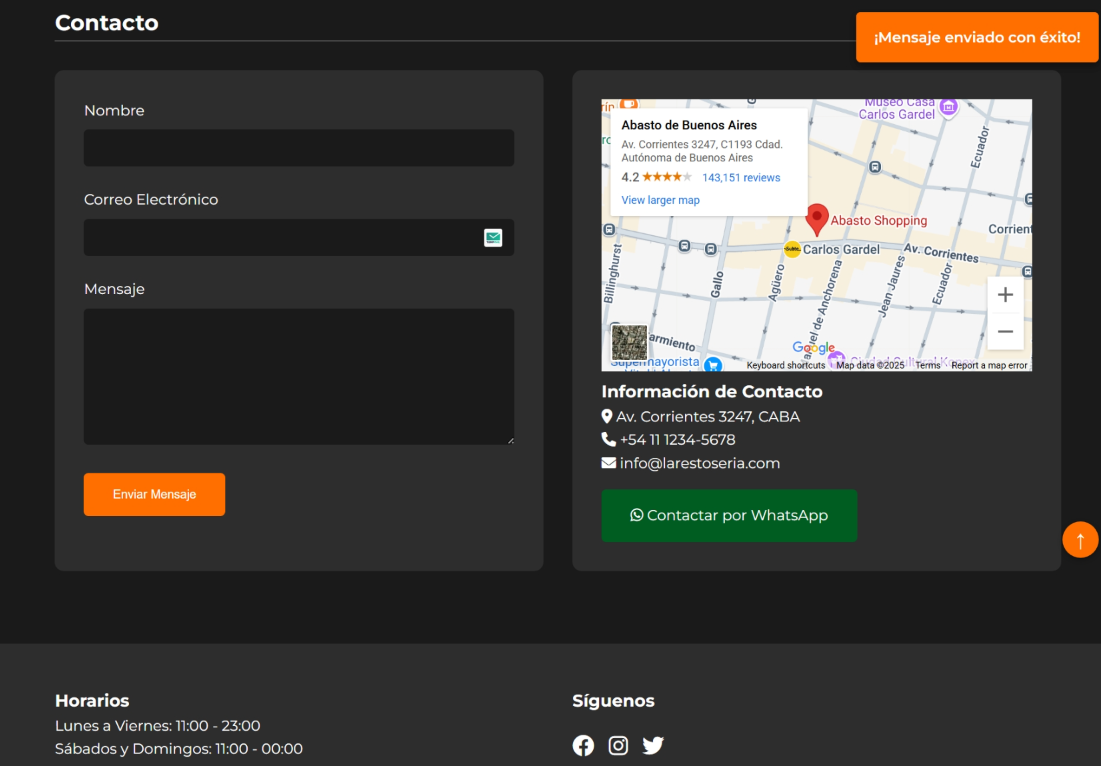 Contacto
¡Mensaje enviado con éxito!
Nombre
Correo Electrónico
Mensaje
Enviar Mensaje
Museo Casa
Carlos Gardel
Abasto de Buenos Aires
Av. Corrientes 3247, C1193 Cdad.
Autónoma de Buenos Aires
4.2 ★★★★★ 143,151 reviews
View larger map
Ecuador
Abasto Shopping
Corrient
Carlos Gardel
Av. Corrientes
Billinghurst
Gallo
Agüero
de Anchorena
Jean Jaures
Ecuador
+
−
armiento
Google
Supermayorista
Keyboard shortcuts
Map data ©2025
Terms
Report a map error
Información de Contacto
Av. Corrientes 3247, CABA
+54 11 1234-5678
info@larestoseria.com
Contactar por WhatsApp
↑
Horarios
Lunes a Viernes: 11:00 - 23:00
Sábados y Domingos: 11:00 - 00:00
Síguenos